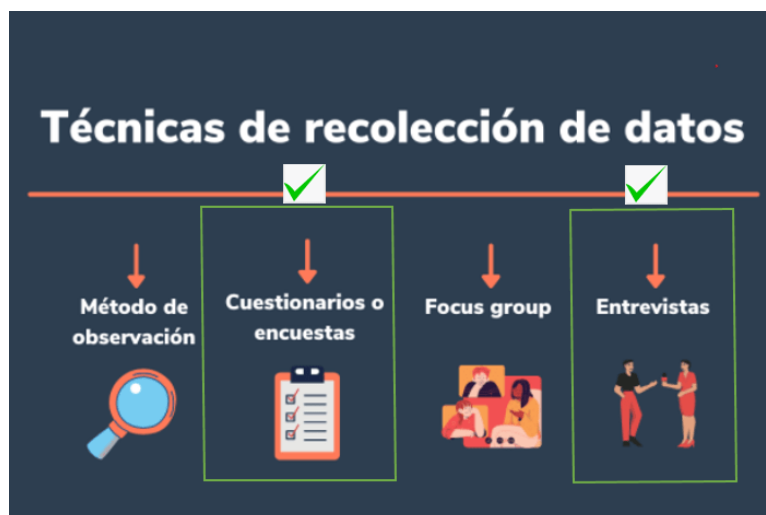 Técnicas de recolección de datos
Método de
observación
Cuestionarios o
encuestas
Focus group
Entrevistas